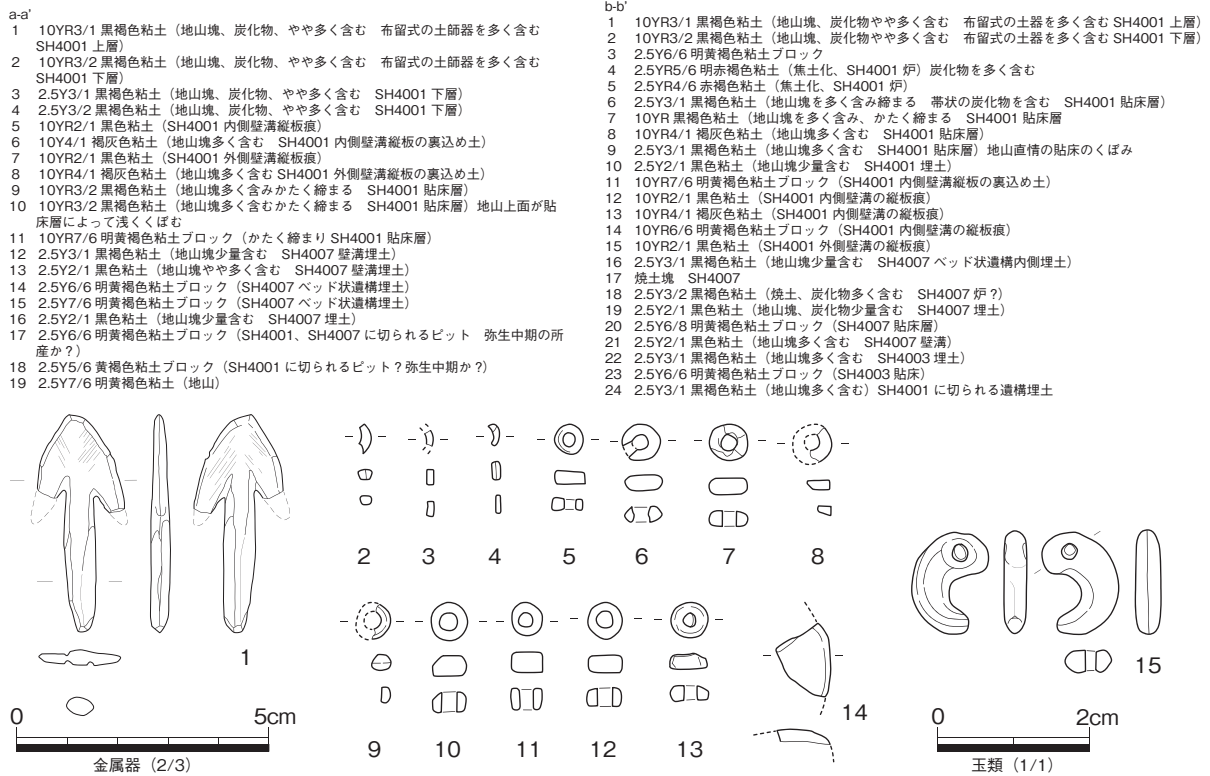 a-a'
1 10YR3/1 黒褐色粘土（地山塊、炭化物、やや多く含む　布留式の土師器を多く含む
SH4001 上層）
2 10YR3/2 黒褐色粘土（地山塊、炭化物、やや多く含む　布留式の土師器を多く含む
SH4001 下層）
3 2.5Y3/1 黒褐色粘土（地山塊、炭化物、やや多く含む　SH4001 下層）
4 2.5Y3/2 黒褐色粘土（地山塊、炭化物、やや多く含む　SH4001 下層）
5 10YR2/1 黒色粘土（SH4001 内側壁溝縦板痕）
6 10Y4/1 褐灰色粘土（地山塊多く含む　SH4001 内側壁溝縦板の裏込め土）
7 10YR2/1 黒色粘土（SH4001 外側壁溝縦板痕）
8 10YR4/1 褐灰色粘土（地山塊多く含む SH4001 外側壁溝縦板の裏込め土）
9 10YR3/2 黒褐色粘土（地山塊多く含みかたく締まる　SH4001 貼床層）
10 10YR3/2 黒褐色粘土（地山塊多く含むかたく締まる　SH4001 貼床層）地山上面が貼
床層によって浅くくぼむ
11 10YR7/6 明黄褐色粘土ブロック（かたく締まり SH4001 貼床層）
12 2.5Y3/1 黒褐色粘土（地山塊少量含む　SH4007 壁溝埋土）
13 2.5Y2/1 黒色粘土（地山塊やや多く含む　SH4007 壁溝埋土）
14 2.5Y6/6 明黄褐色粘土ブロック（SH4007 ベッド状遺構埋土）
15 2.5Y7/6 明黄褐色粘土ブロック（SH4007 ベッド状遺構埋土）
16 2.5Y2/1 黒色粘土（地山塊少量含む　SH4007 埋土）
17 2.5Y6/6 明黄褐色粘土ブロック（SH4001、SH4007 に切られるピット　弥生中期の所
産か？）
18 2.5Y5/6 黄褐色粘土ブロック（SH4001 に切られるピット？弥生中期か？）
19 2.5Y7/6 明黄褐色粘土（地山）
b-b'
1 10YR3/1 黒褐色粘土（地山塊、炭化物やや多く含む　布留式の土器を多く含む SH4001 上層）
2 10YR3/2 黒褐色粘土（地山塊、炭化物やや多く含む　布留式の土器を多く含む SH4001 下層）
3 2.5Y6/6 明黄褐色粘土ブロック
4 2.5YR5/6 明赤褐色粘土（焦土化、SH4001 炉）炭化物を多く含む
5 2.5YR4/6 赤褐色粘土（焦土化、SH4001 炉）
6 2.5Y3/1 黒褐色粘土（地山塊を多く含み締まる　帯状の炭化物を含む　SH4001 貼床層）
7 10YR 黒褐色粘土（地山塊を多く含み、かたく締まる　SH4001 貼床層
8 10YR4/1 褐灰色粘土（地山塊多く含む　SH4001 貼床層）
9 2.5Y3/1 黒褐色粘土（地山塊多く含む　SH4001 貼床層）地山直情の貼床のくぼみ
10 2.5Y2/1 黒色粘土（地山塊少量含む　SH4001 埋土）
11 10YR7/6 明黄褐色粘土ブロック（SH4001 内側壁溝縦板の裏込め土）
12 10YR2/1 黒色粘土（SH4001 内側壁溝の縦板痕）
13 10YR4/1 褐灰色粘土（SH4001 内側壁溝の縦板痕）
14 10YR6/6 明黄褐色粘土ブロック（SH4001 内側壁溝の縦板痕）
15 10YR2/1 黒色粘土（SH4001 外側壁溝の縦板痕）
16 2.5Y3/1 黒褐色粘土（地山塊少量含む　SH4007 ベッド状遺構内側埋土）
17 焼土塊　SH4007
18 2.5Y3/2 黒褐色粘土（焼土、炭化物多く含む　SH4007 炉？）
19 2.5Y2/1 黒色粘土（地山塊、炭化物少量含む　SH4007 埋土）
20 2.5Y6/8 明黄褐色粘土ブロック（SH4007 貼床層）
21 2.5Y2/1 黒色粘土（地山塊多く含む　SH4007 壁溝）
22 2.5Y3/1 黒褐色粘土（地山塊多く含む　SH4003 埋土）
23 2.5Y6/6 明黄褐色粘土ブロック（SH4003 貼床）
24 2.5Y3/1 黒褐色粘土（地山塊多く含む）SH4001 に切られる遺構埋土
2 3 4 5 6 7 8
1
15
9 10 11 12 13
14
0 5cm
金属器（2/3）
0 2cm
玉類（1/1）